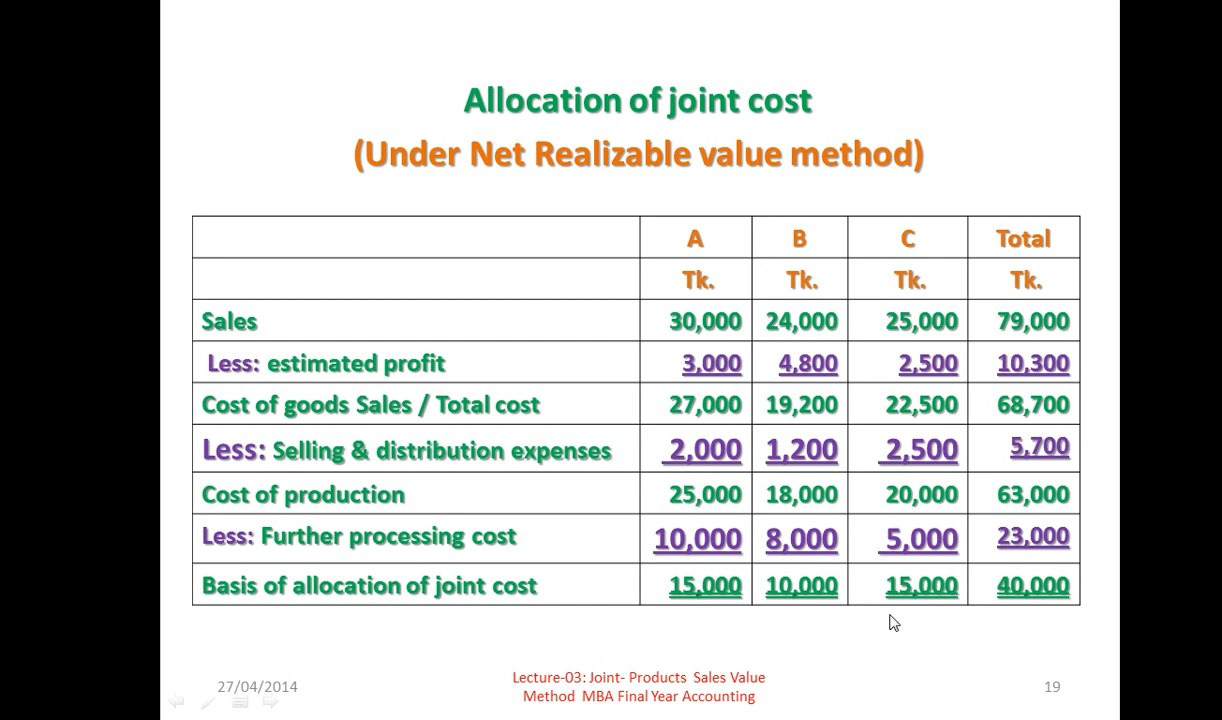 Allocation of joint cost
(Under Net Realizable value method)
A B C Total
Tk. Tk. Tk. Tk.
Sales 30,000 24,000 25,000 79,000
Less: estimated profit 3,000 4,800 2,500 10,300
Cost of goods Sales / Total cost 27,000 19,200 22,500 68,700
Less: Selling & distribution expenses 2,000 1,200 2,500 5,700
Cost of production 25,000 18,000 20,000 63,000
Less: Further processing cost 10,000 8,000 5,000 23,000
Basis of allocation of joint cost 15,000 10,000 15,000 40,000
27/04/2014
Lecture-03: Joint- Products Sales Value
Method MBA Final Year Accounting
19